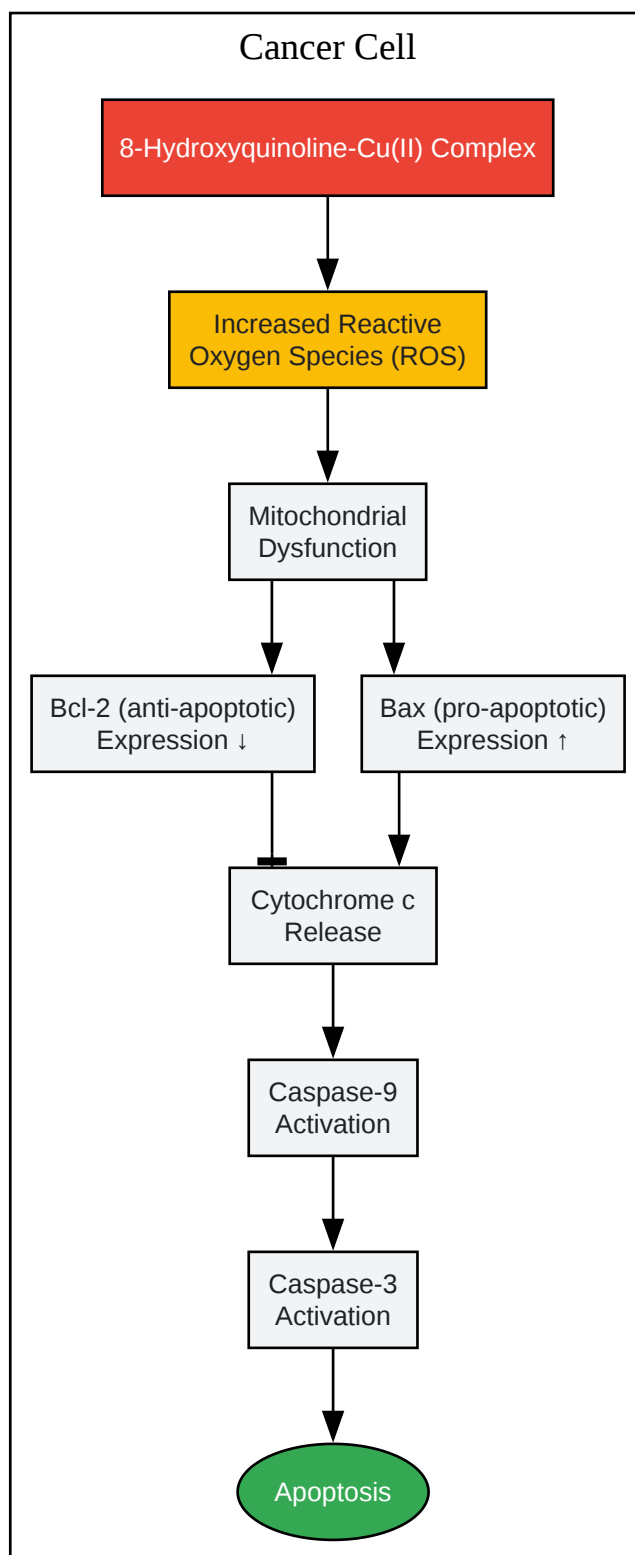 Cancer Cell
8-Hydroxyquinoline-Cu(II) Complex
Increased Reactive
Oxygen Species (ROS)
Mitochondrial
Dysfunction
Bcl-2 (anti-apoptotic)
Expression ↓
Bax (pro-apoptotic)
Expression ↑
Cytochrome c
Release
Caspase-9
Activation
Caspase-3
Activation
Apoptosis